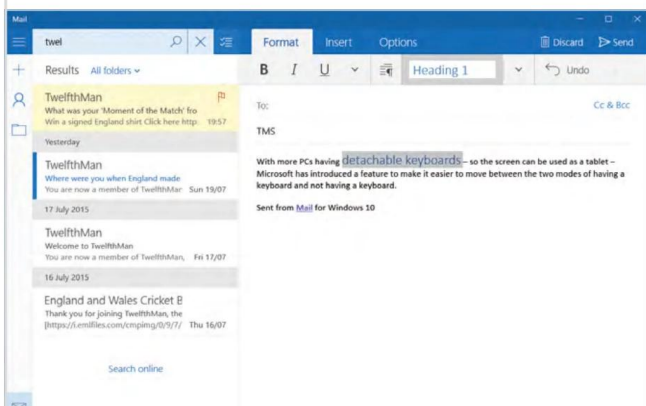 Mail
twel
Format Insert Options
Discard Send
Results All folders
B I U Heading 1 Undo
TwelfthMan
What was your 'Moment of the Match' fro
Win a signed England shirt Click here http: 19:57
Yesterday
TwelfthMan
Where were you when England made
You are now a member of TwelfthMar Sun 19/07
17 July 2015
TwelfthMan
Welcome to TwelfthMan
You are now a member of TwelfthMan, Fri 17/07
16 July 2015
England and Wales Cricket B
Thank you for joining TwelfthMan, the
[https://i.emlfiles.com/cmpimg/0/9/7/ Thu 16/07
Search online
To: Cc & Bcc
TMS
With more PCs having detachable keyboards – so the screen can be used as a tablet –
Microsoft has introduced a feature to make it easier to move between the two modes of having a
keyboard and not having a keyboard.
Sent from Mail for Windows 10